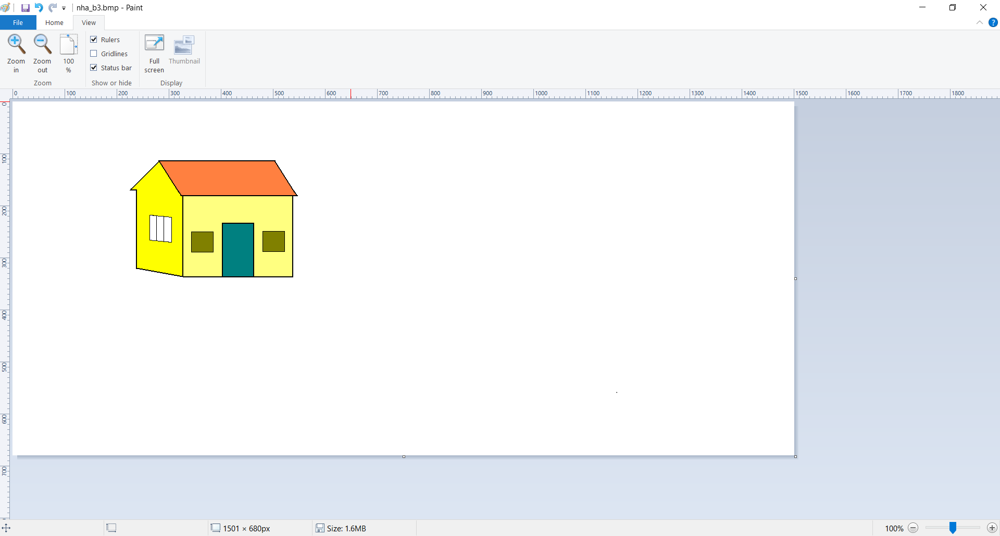 nha_b3.bmp - Paint
File Home View
Zoom in
Zoom out
100 %
Rulers
Gridlines
Status bar
Full screen
Thumbnail
Zoom
Show or hide
Display
0 100 200 300 400 500 600 700 800 900 1000 1100 1200 1300 1400 1500 1600 1700 1800
0
100
200
300
400
500
600
700
1501 × 680px
Size: 1.6MB
100%